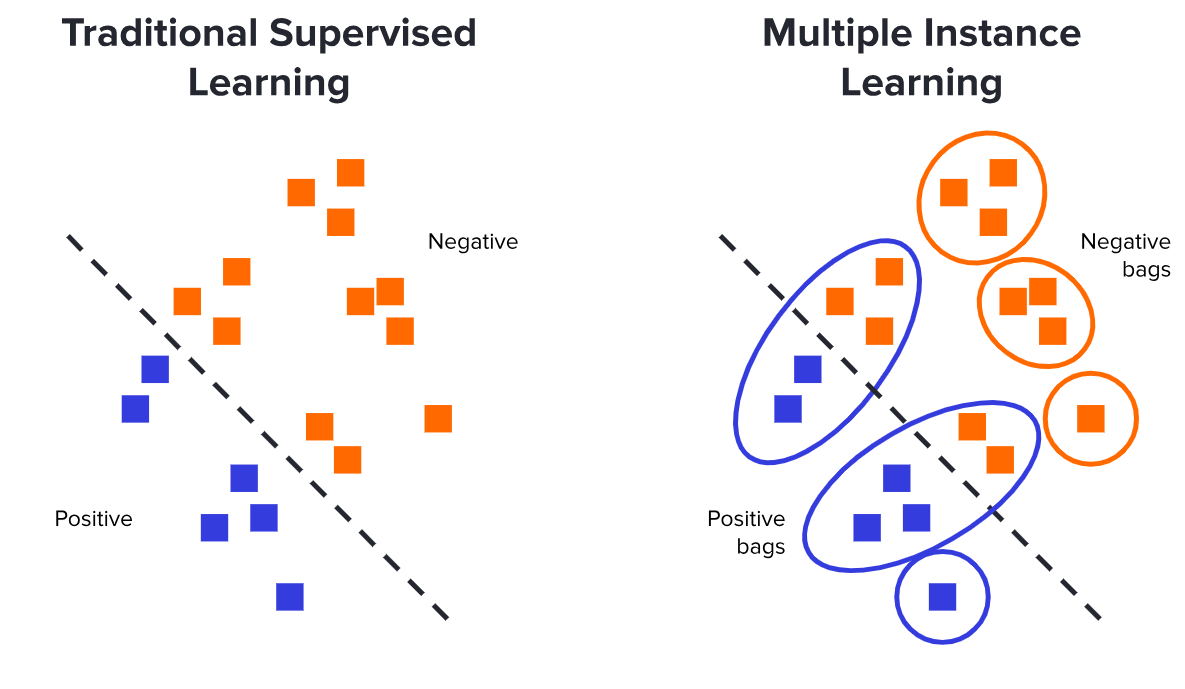 Traditional Supervised
Learning
Multiple Instance
Learning
Negative
Positive
Negative
bags
Positive
bags